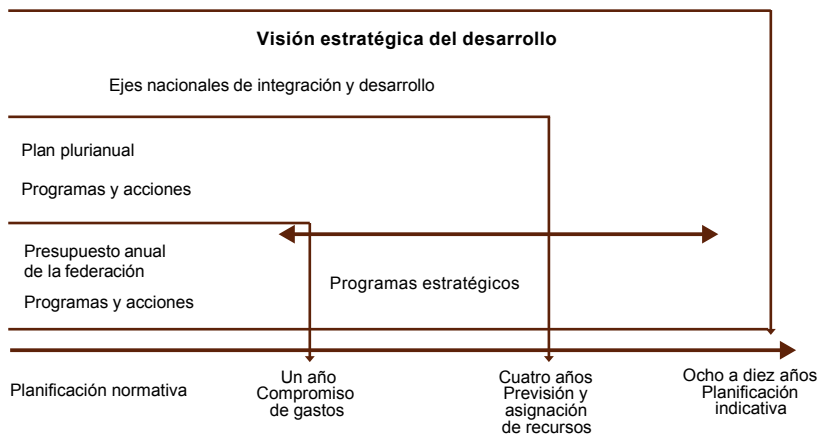 Visión estratégica del desarrollo
Ejes nacionales de integración y desarrollo
Plan plurianual
Programas y acciones
Presupuesto anual
de la federación
Programas y acciones
Programas estratégicos
Planificación normativa
Un año
Compromiso
de gastos
Cuatro años
Previsión y
asignación
de recursos
Ocho a diez años
Planificación
indicativa